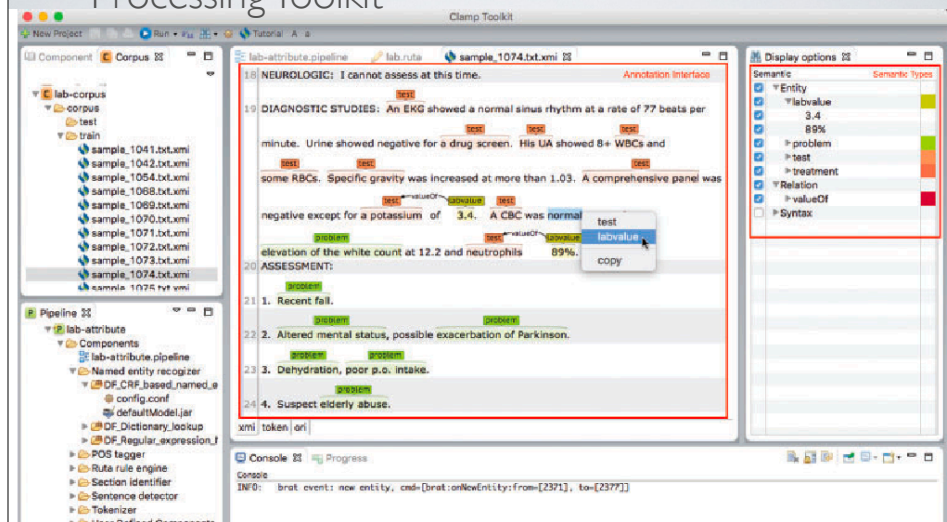 Processing Toolkit
Clamp Toolkit
New Project Run Tutorial A a
Component Corpus
lab-corpus
corpus
test
train
sample_1041.txt.xmi
sample_1042.txt.xmi
sample_1054.txt.xmi
sample_1068.txt.xmi
sample_1069.txt.xmi
sample_1070.txt.xmi
sample_1071.txt.xmi
sample_1072.txt.xmi
sample_1073.txt.xmi
sample_1074.txt.xmi
sample_1075.txt.xmi
Pipeline
lab-attribute
Components
lab-attribute.pipeline
Named entity recogizer
DF_CRF_based_named_e
config.conf
defaultModel.jar
DF_Dictionary_lookup
DF_Regular_expression_f
POS tagger
Ruta rule engine
Section identifier
Sentence detector
Tokenizer
User Defined Components
lab-attribute.pipeline lab.ruta sample_1074.txt.xmi
18 NEUROLOGIC: I cannot assess at this time. Annotation Interface
test
19 DIAGNOSTIC STUDIES: An EKG showed a normal sinus rhythm at a rate of 77 beats per
test test test
minute. Urine showed negative for a drug screen. His UA showed 8+ WBCs and
test test test
some RBCs. Specific gravity was increased at more than 1.03. A comprehensive panel was
test valueOf labvalue test
negative except for a potassium of 3.4. A CBC was normal
problem test valueOf labvalue
elevation of the white count at 12.2 and neutrophils 89%.
20 ASSESSMENT:
problem
21 1. Recent fall.
problem problem
22 2. Altered mental status, possible exacerbation of Parkinson.
problem problem
23 3. Dehydration, poor p.o. intake.
problem
24 4. Suspect elderly abuse.
test
labvalue
copy
xmi token ori
Console Progress
Console
INFO: brat event: new entity, cmd=[brat:onNewEntity:from=[2371], to=[2377]]
Display options
Semantic Semantic Types
Entity
labvalue
3.4
89%
problem
test
treatment
Relation
valueOf
Syntax